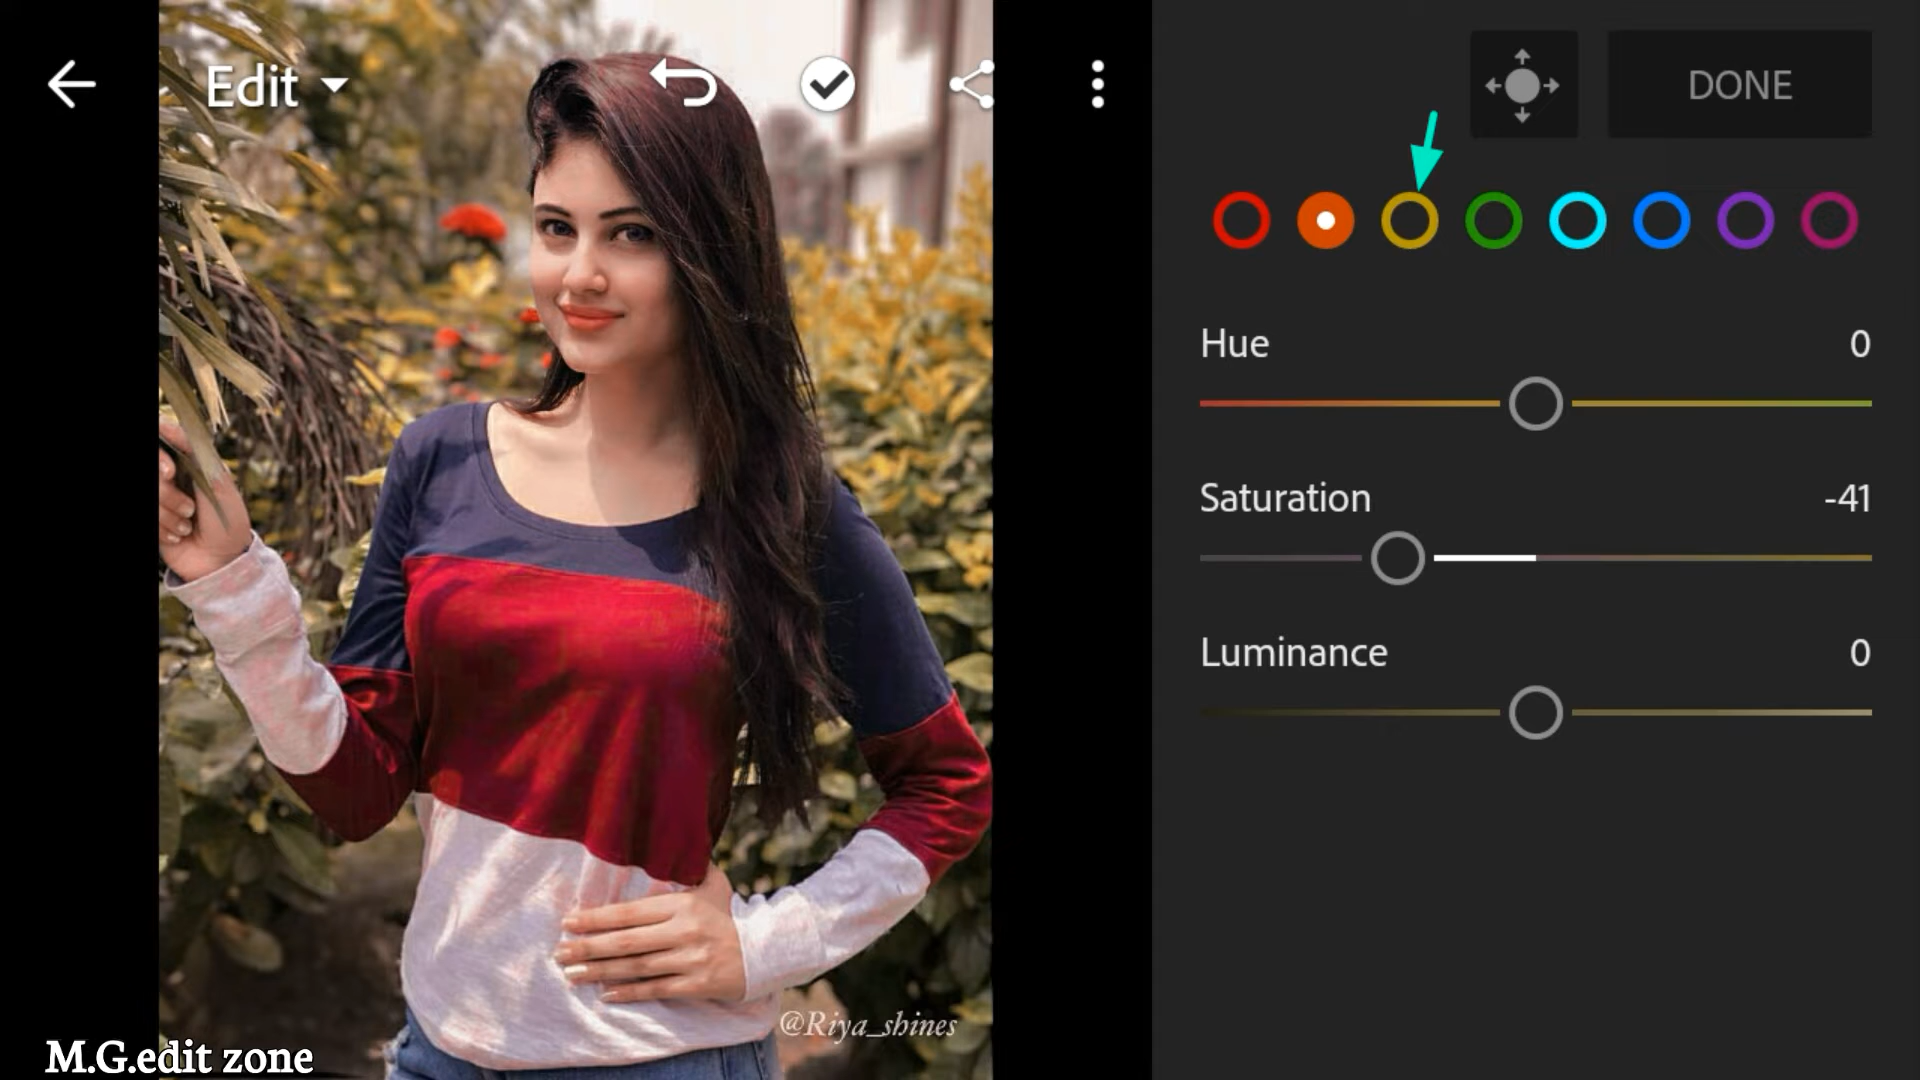 Edit
DONE
Hue 0
Saturation -41
Luminance 0
@Riya_shines
M.G.edit zone